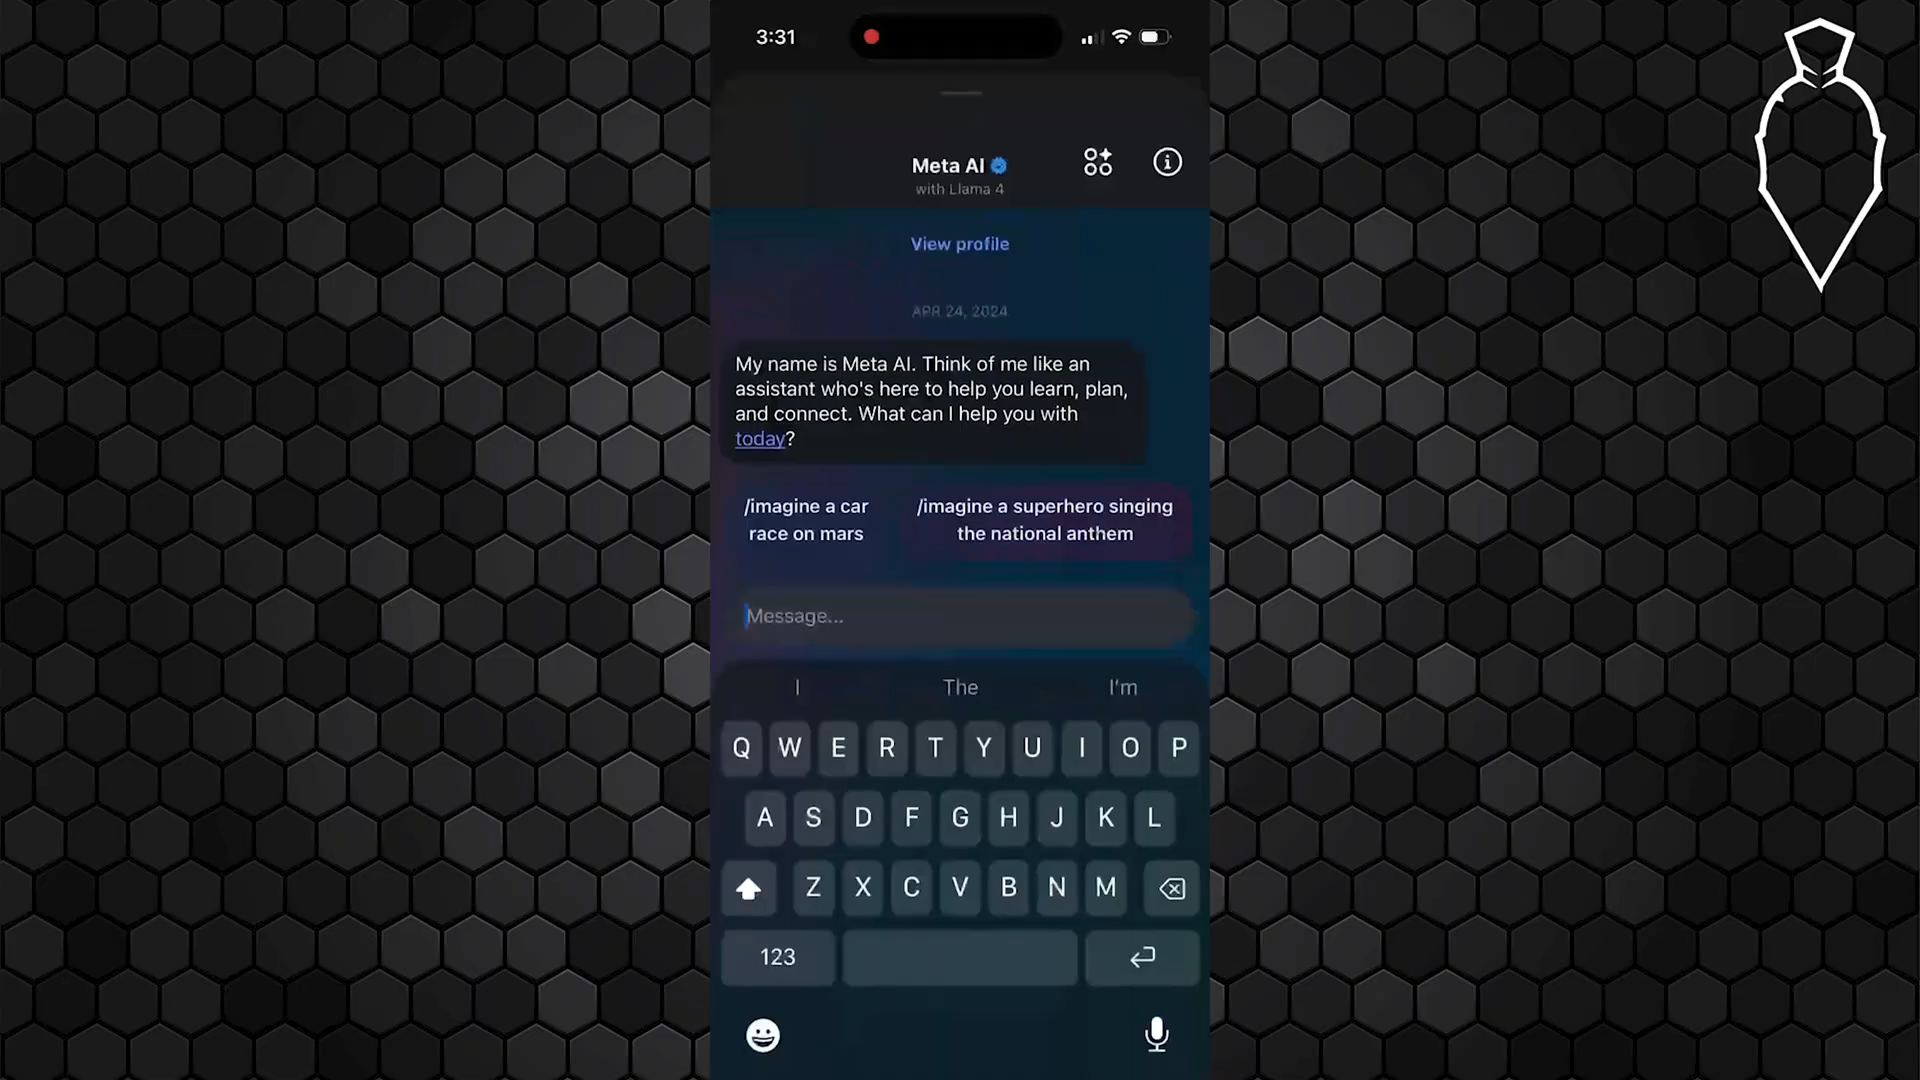 3:31
Meta AI
with Llama 4
View profile
APR 24, 2024
My name is Meta AI. Think of me like an
assistant who's here to help you learn, plan,
and connect. What can I help you with
today?
/imagine a car
race on mars
/imagine a superhero singing
the national anthem
Message...
I The I'm
Q W E R T Y U I O P
A S D F G H J K L
Z X C V B N M
123